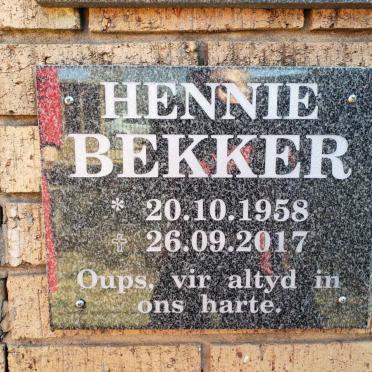 HENNIE
BEKKER
* 20.10.1958
✝ 26.09.2017
Oups, vir altyd in
ons harte.